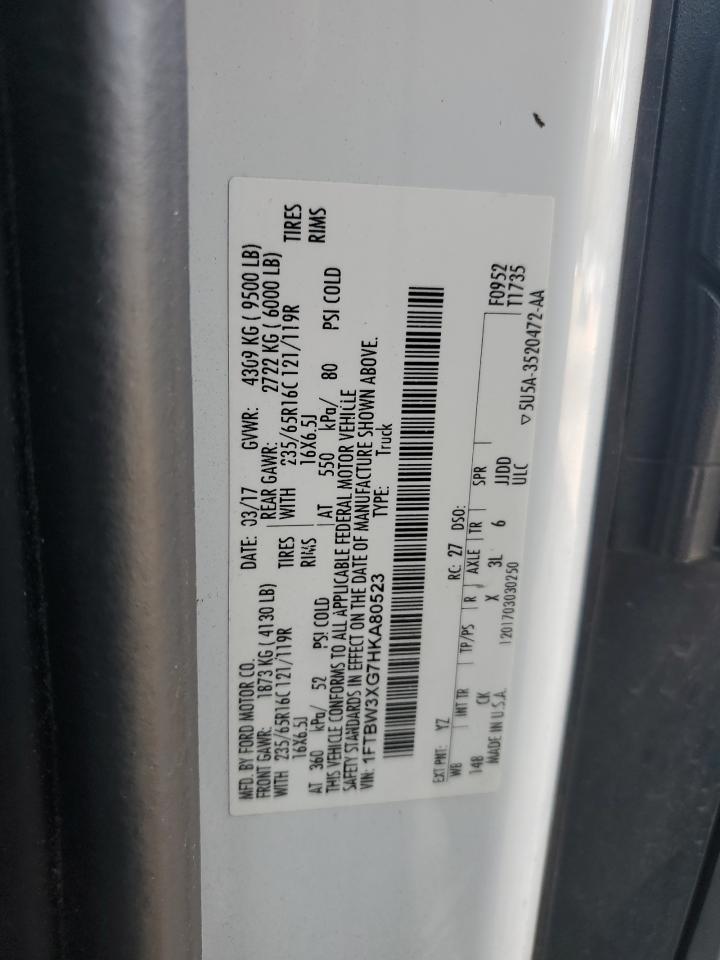 MFD. BY FORD MOTOR CO.
DATE: 03/17 GVWR: 4309 KG ( 9500 LB)
FRONT GAWR: 1873 KG ( 4130 LB)
REAR GAWR: 2722 KG ( 6000 LB)
WITH 235/65R16C 121/119R TIRES
WITH 235/65R16C 121/119R TIRES
16X6.5J RIMS
16X6.5J RIMS
AT 360 kPa/ 52 PSI COLD
AT 550 kPa/ 80 PSI COLD
THIS VEHICLE CONFORMS TO ALL APPLICABLE FEDERAL MOTOR VEHICLE
SAFETY STANDARDS IN EFFECT ON THE DATE OF MANUFACTURE SHOWN ABOVE.
VIN: 1FTBW3XG7HKA80523 TYPE: Truck
EXT PNT: YZ RC: 27 DSO:
WB INT TR TP/PS R AXLE TR SPR F0952
148 CK X 3L 6 JJDD T1735
MADE IN U.S.A. 1201703030250 ULC ▽5U5A-3520472-AA